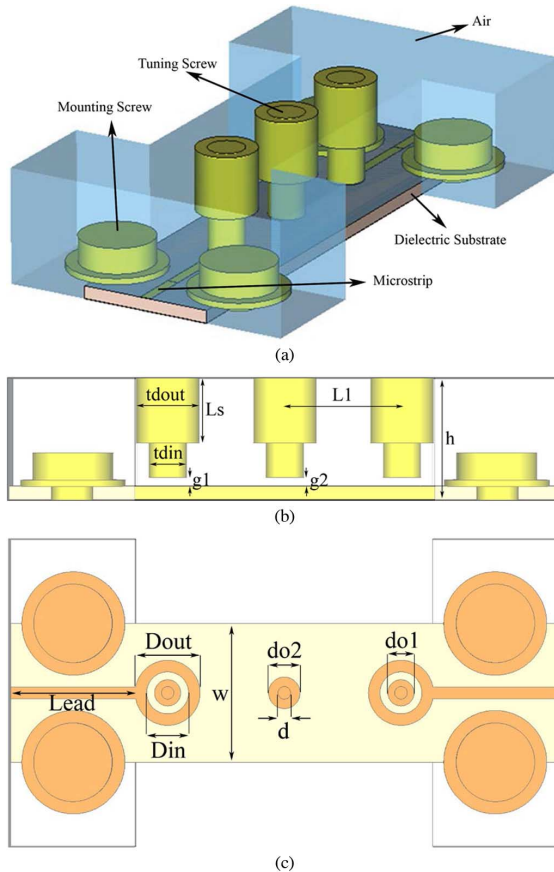 Air
Tuning Screw
Mounting Screw
Dielectric Substrate
Microstrip
(a)
tdout
Ls
L1
h
tdin
g1
g2
(b)
Dout
do2
do1
w
Lead
d
Din
(c)